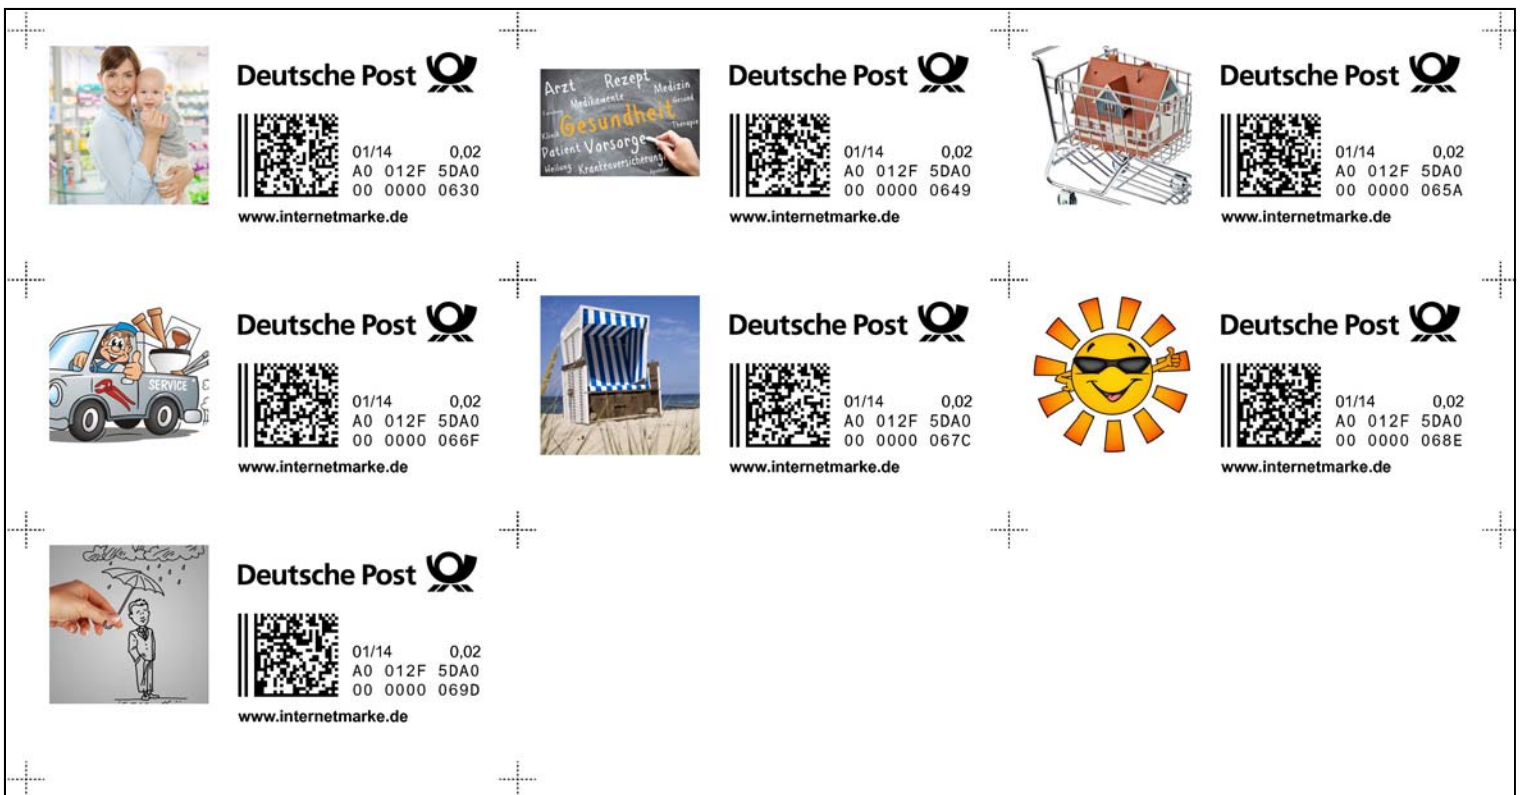 Deutsche Post
01/14 0,02
A0 012F 5DA0
00 0000 0630
www.internetmarke.de
Arzt Rezept
Medikamente Medizin
Gesund
Gesundheit
Klinik Therapie
Patient Vorsorge
Heilung Krankenversicherung
Apotheke
Deutsche Post
01/14 0,02
A0 012F 5DA0
00 0000 0649
www.internetmarke.de
Deutsche Post
01/14 0,02
A0 012F 5DA0
00 0000 065A
www.internetmarke.de
SERVICE
Deutsche Post
01/14 0,02
A0 012F 5DA0
00 0000 066F
www.internetmarke.de
Deutsche Post
01/14 0,02
A0 012F 5DA0
00 0000 067C
www.internetmarke.de
Deutsche Post
01/14 0,02
A0 012F 5DA0
00 0000 068E
www.internetmarke.de
Deutsche Post
01/14 0,02
A0 012F 5DA0
00 0000 069D
www.internetmarke.de